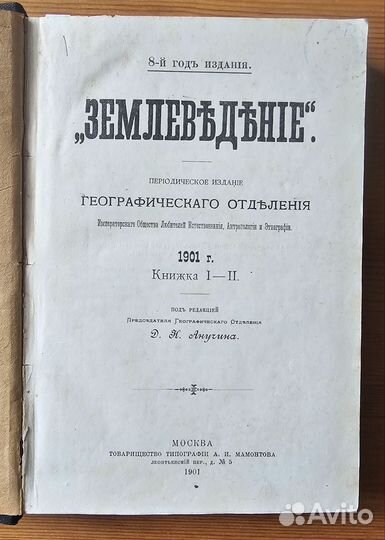 8-й годъ изданія.
„ЗЕМЛЕВѢДѢНІЕ“.
ПЕРІОДИЧЕСКОЕ ИЗДАНІЕ
ГЕОГРАФИЧЕСКАГО ОТДѢЛЕНІЯ
Императорскаго Общества Любителей Естествознанія, Антропологіи и Этнографіи.
1901 г.
Книжка I—II.
ПОДЪ РЕДАКЦІЕЙ
Предсѣдателя Географическаго Отдѣленія
Д. Н. Анучина.
МОСКВА
ТОВАРИЩЕСТВО ТИПОГРАФІИ А. И. МАМОНТОВА
ЛЕОНТЬЕВСКІЙ ПЕР., Д. № 5
1901
Avito